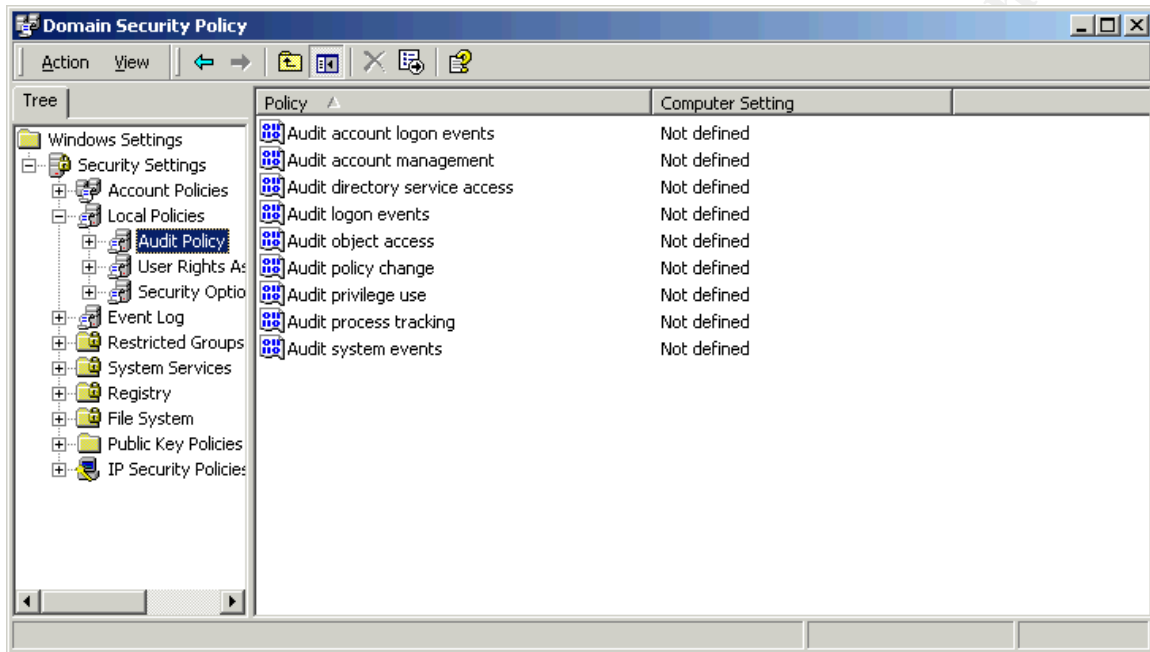 Domain Security Policy
Action View
Tree
Policy Computer Setting
Windows Settings
Security Settings
Account Policies
Local Policies
Audit Policy
User Rights As
Security Optio
Event Log
Restricted Groups
System Services
Registry
File System
Public Key Policies
IP Security Policies
Audit account logon events Not defined
Audit account management Not defined
Audit directory service access Not defined
Audit logon events Not defined
Audit object access Not defined
Audit policy change Not defined
Audit privilege use Not defined
Audit process tracking Not defined
Audit system events Not defined